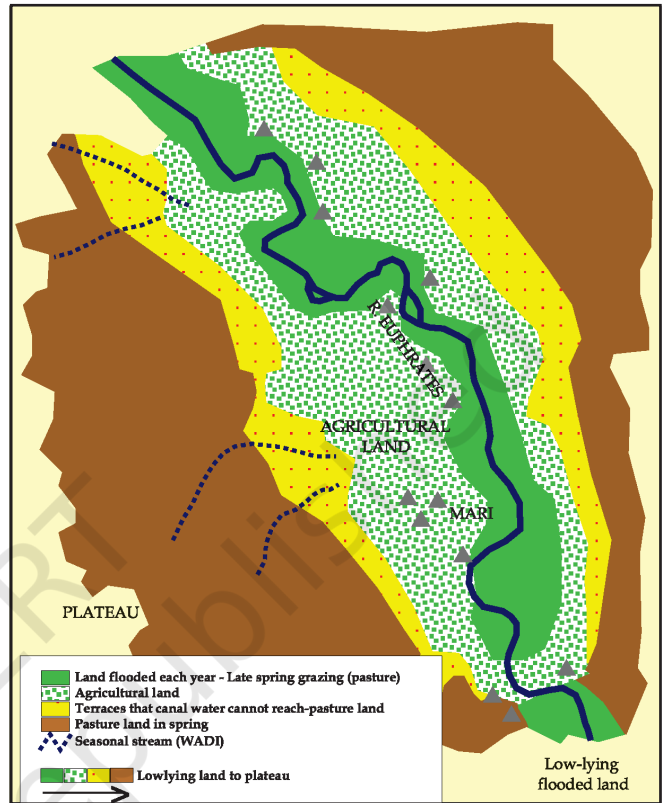 R. EUPHRATES
AGRICULTURAL
LAND
MARI
PLATEAU
Land flooded each year - Late spring grazing (pasture)
Agricultural land
Terraces that canal water cannot reach-pasture land
Pasture land in spring
Seasonal stream (WADI)
Lowlying land to plateau
Low-lying
flooded land